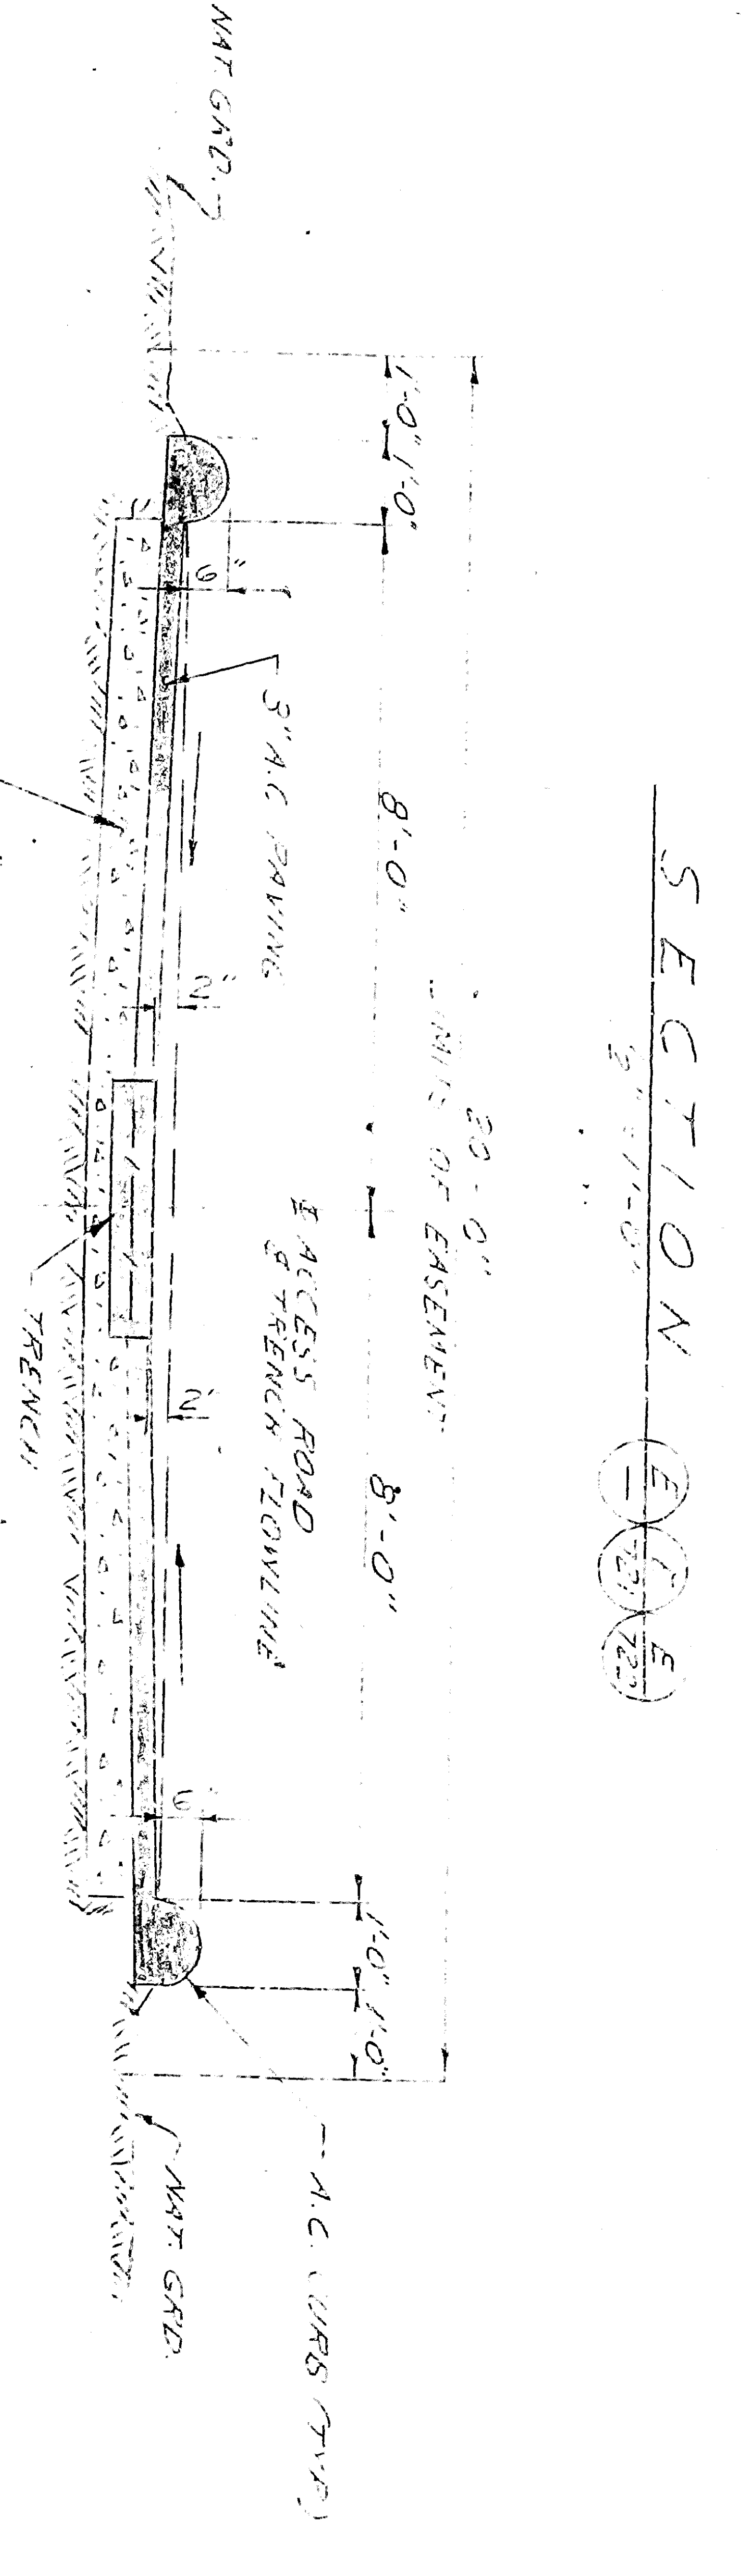 SECTION
E
E
722
20'-0"
OF EASEMENT
1'-0" 1'-0" 8'-0" 8'-0" 1'-0" 1'-0"
NAT. GRD.
6"
3" A.C. PAVING
2"
℄ ACCESS ROAD
& TRENCH FLOWLINE
2"
6"
A.C. CURB (TYP.)
NAT. GRD.
TRENCH